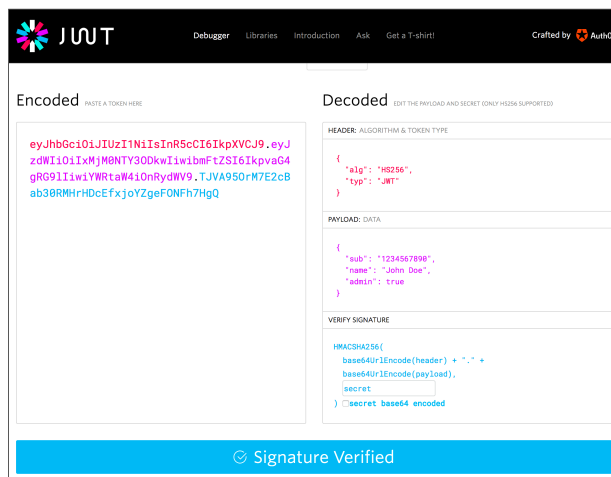 JWT
Debugger Libraries Introduction Ask Get a T-shirt! Crafted by Auth0
Encoded PASTE A TOKEN HERE
eyJhbGciOiJIUzI1NiIsInR5cCI6IkpXVCJ9.eyJ
zdWIiOiIxMjM0NTY3ODkwIiwibmFtZSI6IkpvaG4
gRG9lIiwiYWRtaW4iOnRydWV9.TJVA95OrM7E2cB
ab30RMHrHDcEfxjoYZgeFONFh7HgQ
Decoded EDIT THE PAYLOAD AND SECRET (ONLY HS256 SUPPORTED)
HEADER: ALGORITHM & TOKEN TYPE
{
"alg": "HS256",
"typ": "JWT"
}
PAYLOAD: DATA
{
"sub": "1234567890",
"name": "John Doe",
"admin": true
}
VERIFY SIGNATURE
HMACSHA256(
base64UrlEncode(header) + "." +
base64UrlEncode(payload),
secret
) secret base64 encoded
Signature Verified